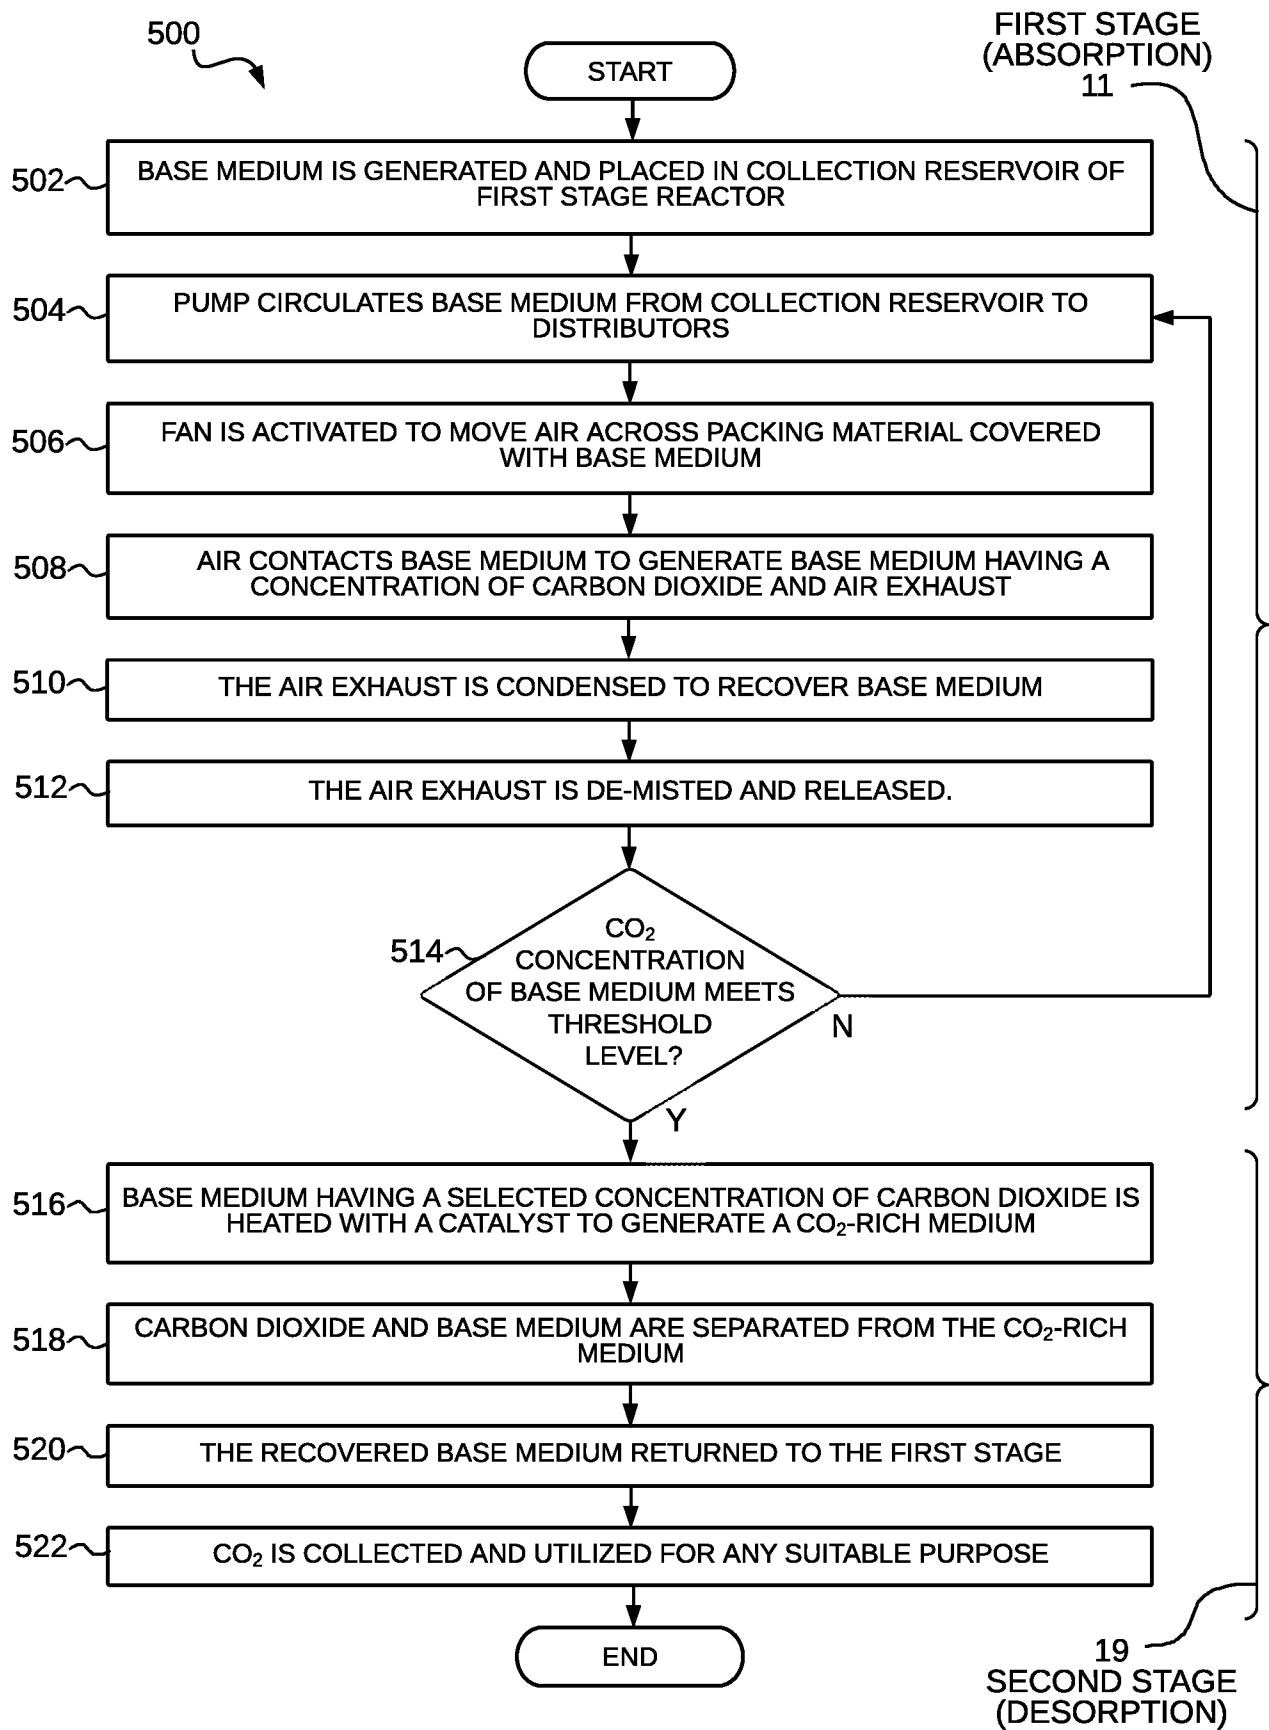 500
FIRST STAGE
(ABSORPTION)
11
START
502
BASE MEDIUM IS GENERATED AND PLACED IN COLLECTION RESERVOIR OF
FIRST STAGE REACTOR
504
PUMP CIRCULATES BASE MEDIUM FROM COLLECTION RESERVOIR TO
DISTRIBUTORS
506
FAN IS ACTIVATED TO MOVE AIR ACROSS PACKING MATERIAL COVERED
WITH BASE MEDIUM
508
AIR CONTACTS BASE MEDIUM TO GENERATE BASE MEDIUM HAVING A
CONCENTRATION OF CARBON DIOXIDE AND AIR EXHAUST
510
THE AIR EXHAUST IS CONDENSED TO RECOVER BASE MEDIUM
512
THE AIR EXHAUST IS DE-MISTED AND RELEASED.
514
CO₂
CONCENTRATION
OF BASE MEDIUM MEETS
THRESHOLD
LEVEL?
N
Y
516
BASE MEDIUM HAVING A SELECTED CONCENTRATION OF CARBON DIOXIDE IS
HEATED WITH A CATALYST TO GENERATE A CO₂-RICH MEDIUM
518
CARBON DIOXIDE AND BASE MEDIUM ARE SEPARATED FROM THE CO₂-RICH
MEDIUM
520
THE RECOVERED BASE MEDIUM RETURNED TO THE FIRST STAGE
522
CO₂ IS COLLECTED AND UTILIZED FOR ANY SUITABLE PURPOSE
END
19
SECOND STAGE
(DESORPTION)